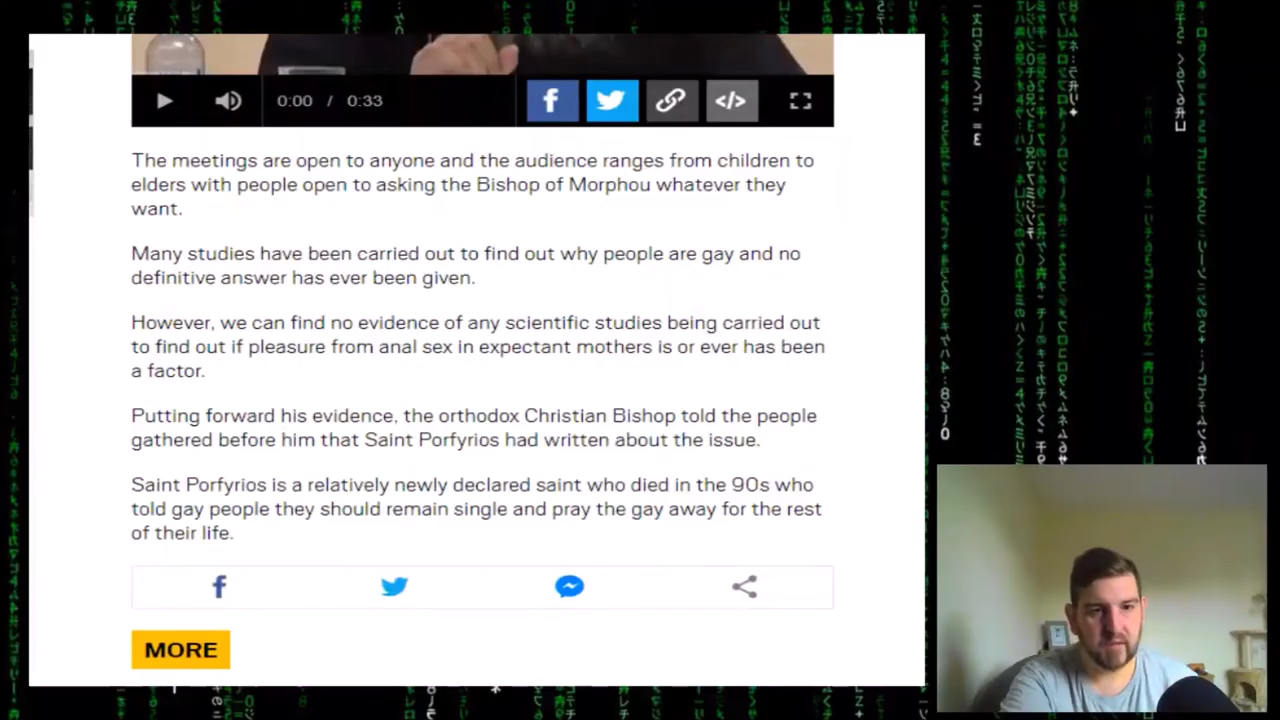 0:00 / 0:33
The meetings are open to anyone and the audience ranges from children to
elders with people open to asking the Bishop of Morphou whatever they
want.
Many studies have been carried out to find out why people are gay and no
definitive answer has ever been given.
However, we can find no evidence of any scientific studies being carried out
to find out if pleasure from anal sex in expectant mothers is or ever has been
a factor.
Putting forward his evidence, the orthodox Christian Bishop told the people
gathered before him that Saint Porfyrios had written about the issue.
Saint Porfyrios is a relatively newly declared saint who died in the 90s who
told gay people they should remain single and pray the gay away for the rest
of their life.
MORE